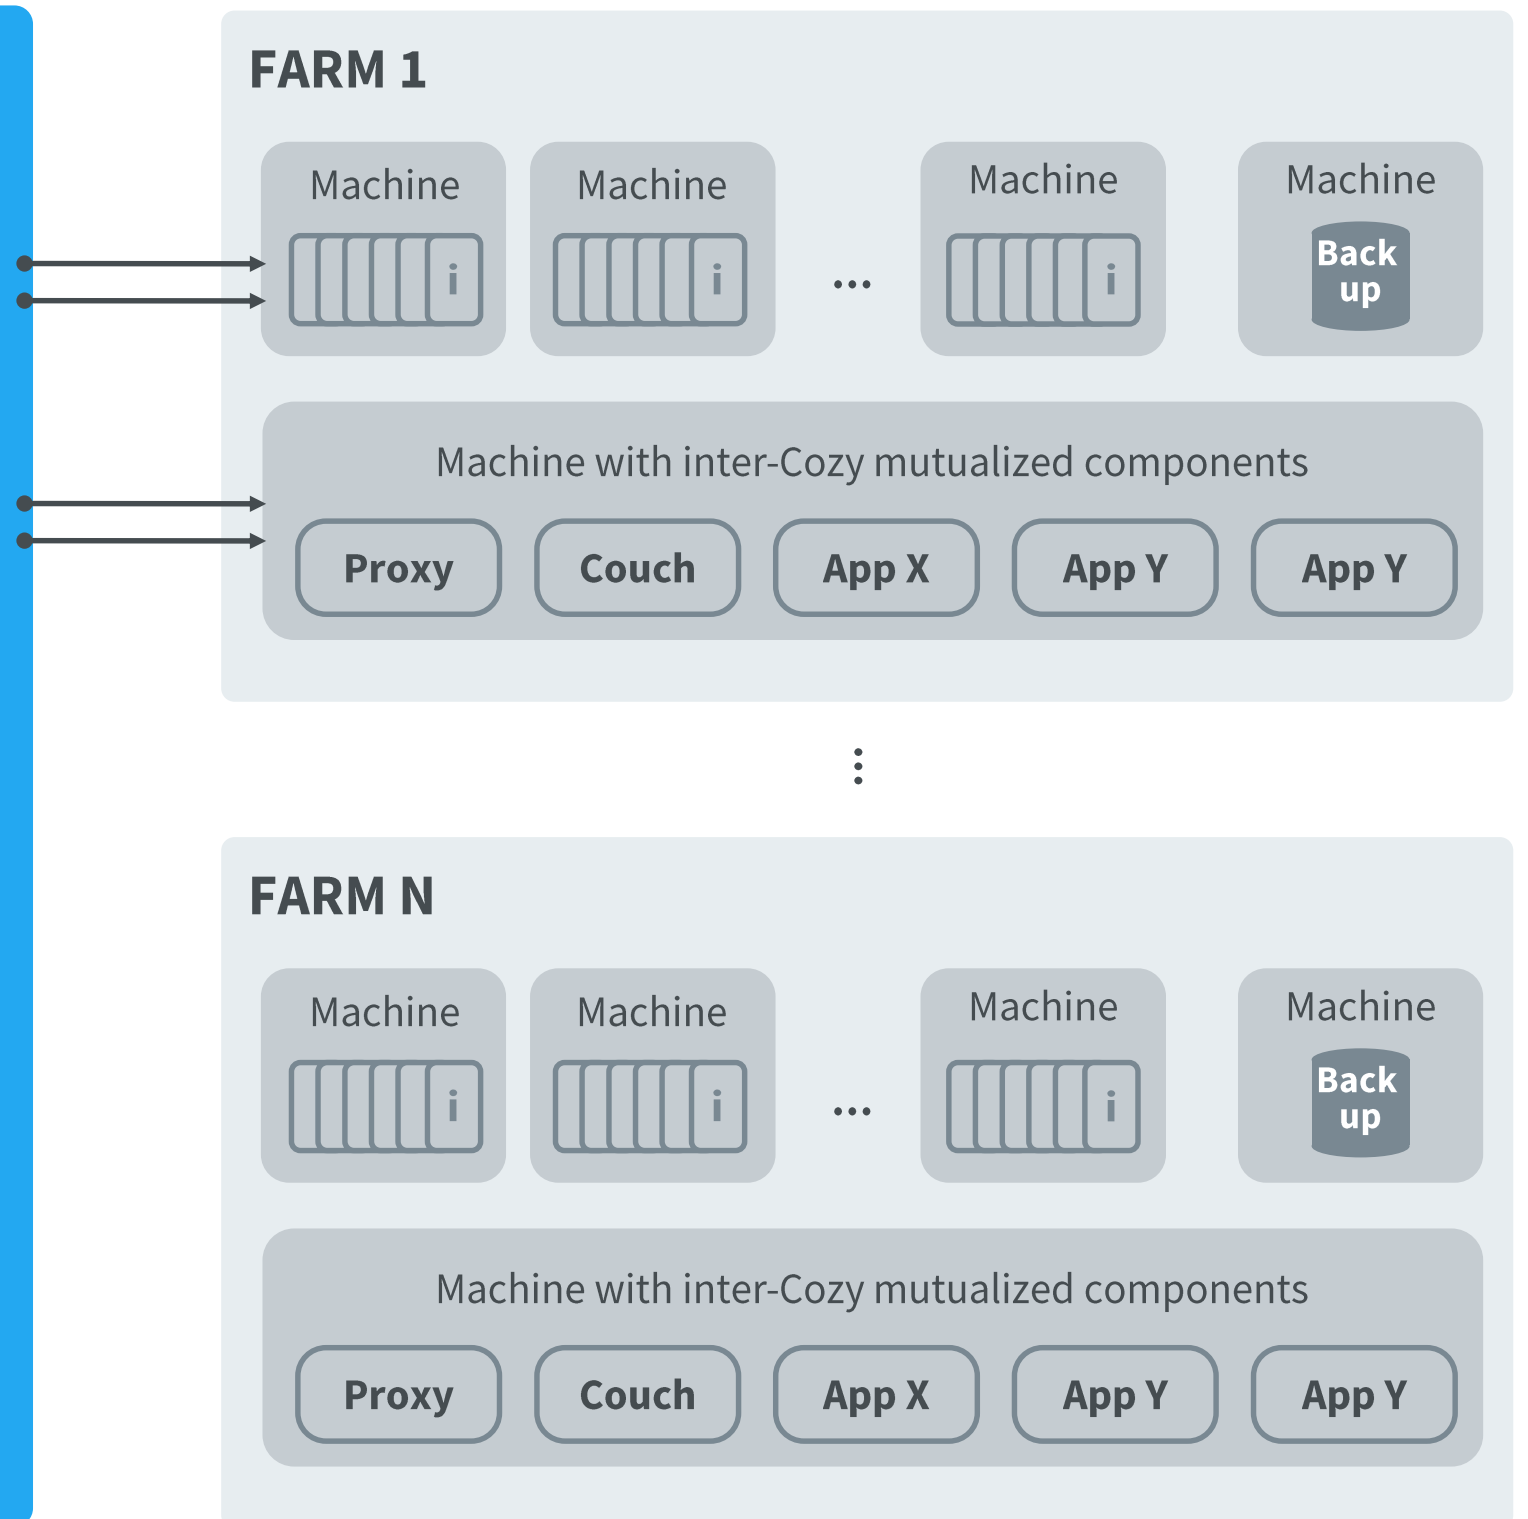 FARM 1
Machine
Machine
Machine
Machine
i
i
...
i
Back
up
Machine with inter-Cozy mutualized components
Proxy
Couch
App X
App Y
App Y
...
FARM N
Machine
Machine
Machine
Machine
i
i
...
i
Back
up
Machine with inter-Cozy mutualized components
Proxy
Couch
App X
App Y
App Y